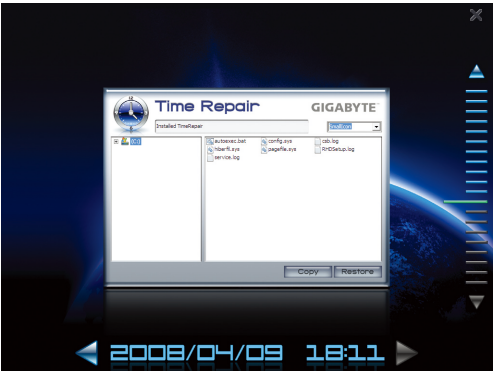 Time Repair
GIGABYTE
Installed TimeRepair
(C:)
autoexec.bat config.sys csb.log
hiberfil.sys pagefile.sys RHDSetup.log
service.log
Copy Restore
2008/04/09 18:11